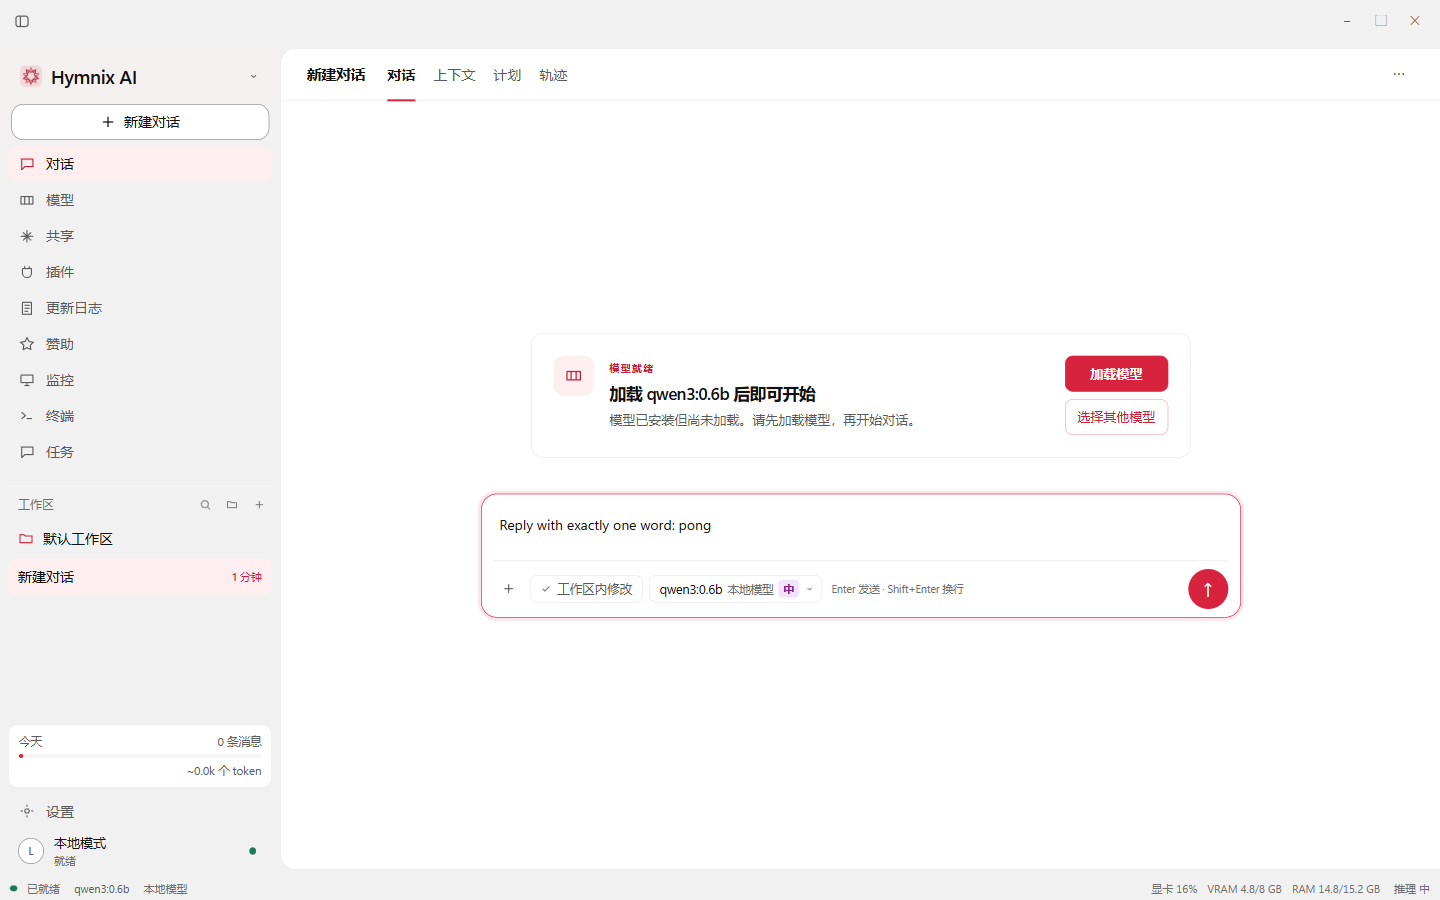 Hymnix AI
新建对话
对话
模型
共享
插件
更新日志
赞助
监控
终端
任务
工作区
默认工作区
新建对话 1 分钟
今天 0 条消息
~0.0k 个 token
设置
L 本地模式
就绪
新建对话 对话 上下文 计划 轨迹
模型就绪
加载 qwen3:0.6b 后即可开始
模型已安装但尚未加载。请先加载模型，再开始对话。
加载模型
选择其他模型
Reply with exactly one word: pong
工作区内修改 qwen3:0.6b 本地模型 中 Enter 发送 · Shift+Enter 换行
已就绪 qwen3:0.6b 本地模型 显卡 16% VRAM 4.8/8 GB RAM 14.8/15.2 GB 推理 中